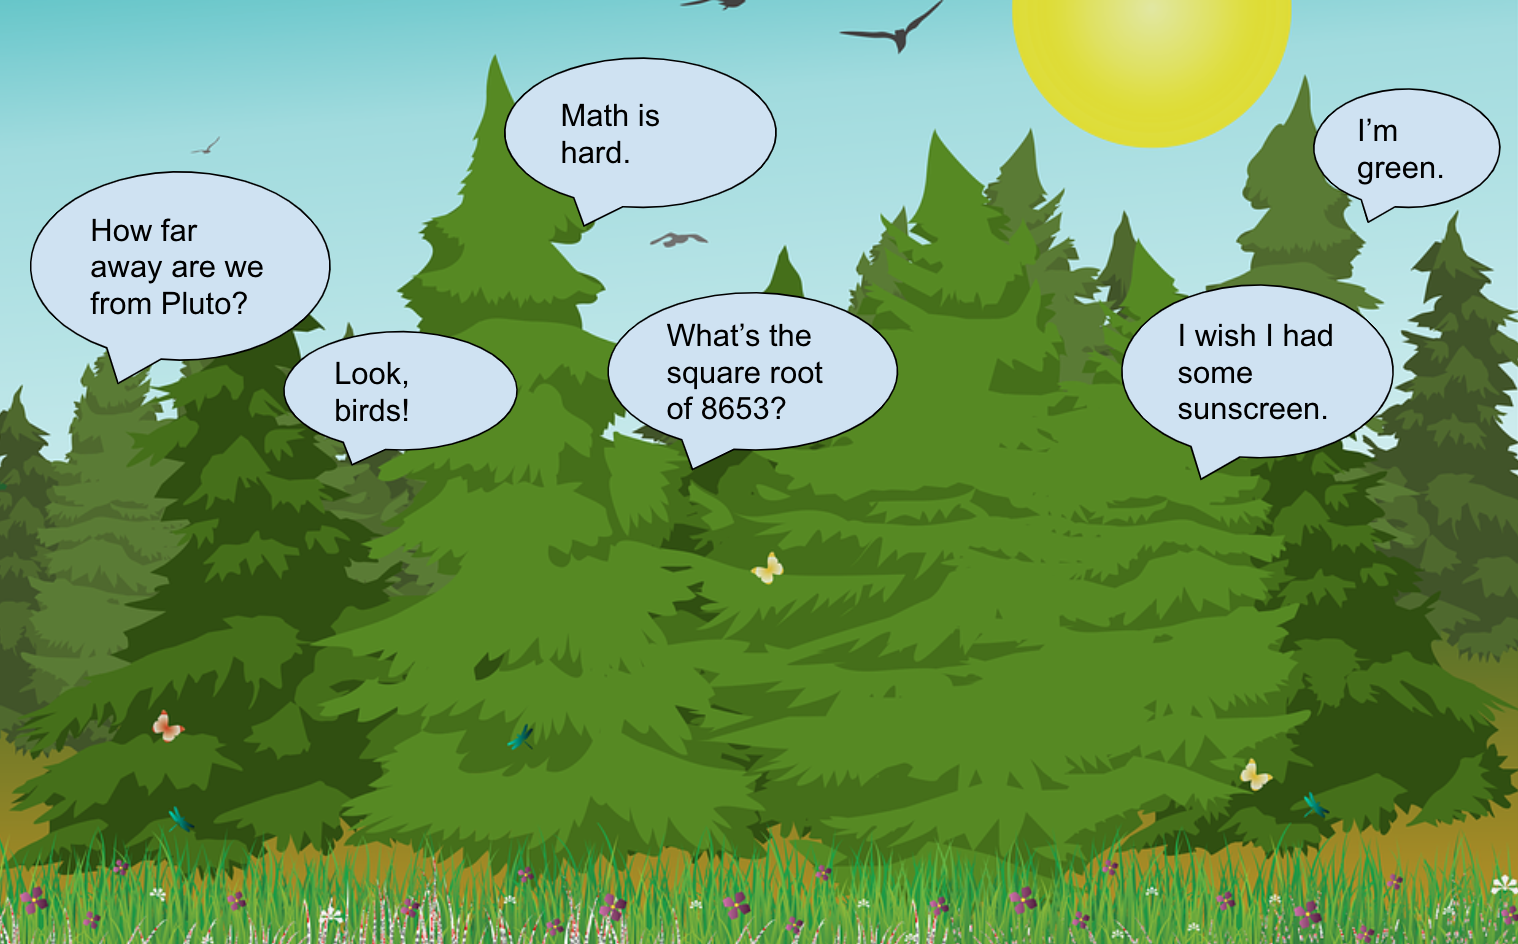 Math is
hard.
I’m
green.
How far
away are we
from Pluto?
Look,
birds!
What’s the
square root
of 8653?
I wish I had
some
sunscreen.